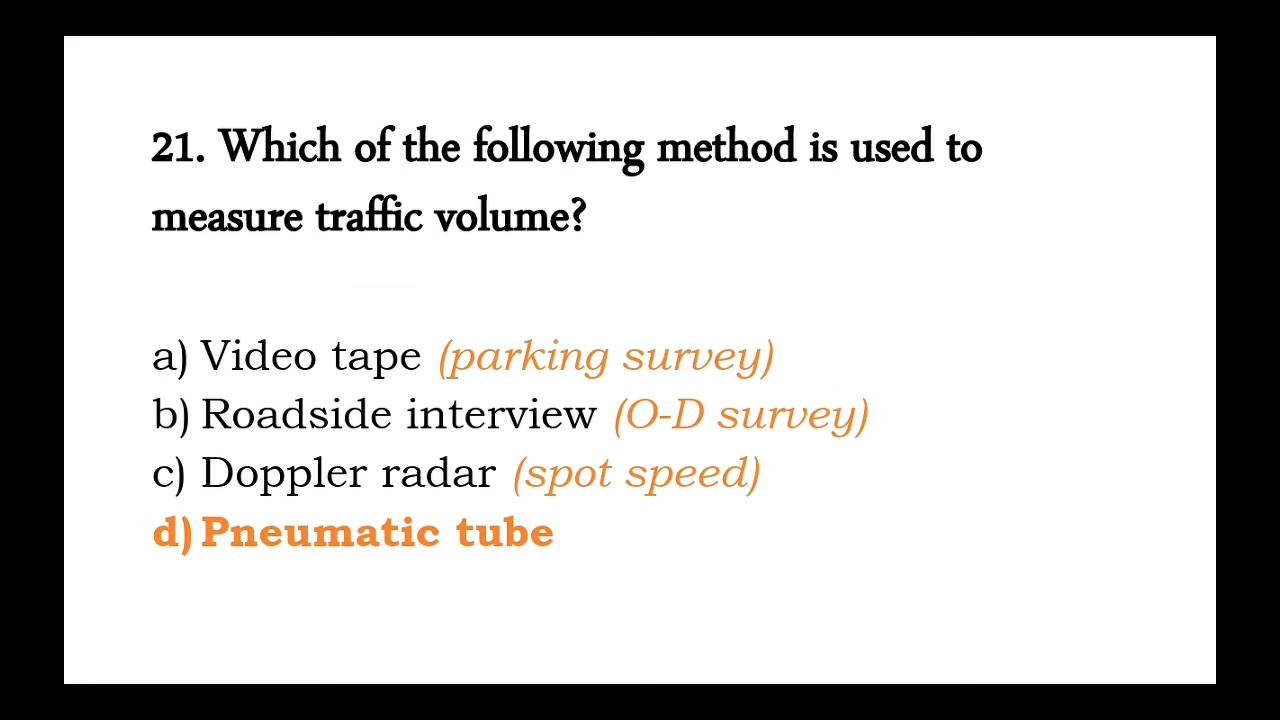 21. Which of the following method is used to
measure traffic volume?
a) Video tape (parking survey)
b) Roadside interview (O-D survey)
c) Doppler radar (spot speed)
d) Pneumatic tube